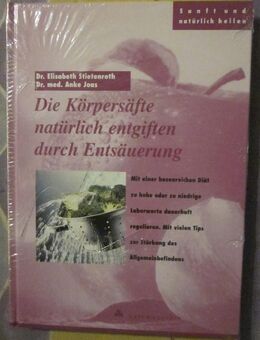 Sanft und
natürlich heilen
Dr. Elisabeth Stietenroth
Dr. med. Anke Joas
Die Körpersäfte
natürlich entgiften
durch Entsäuerung
Mit einer basenreichen Diät
zu hohe oder zu niedrige
Laborwerte dauerhaft
regulieren. Mit vielen Tips
zur Stärkung des
Allgemeinbefindens